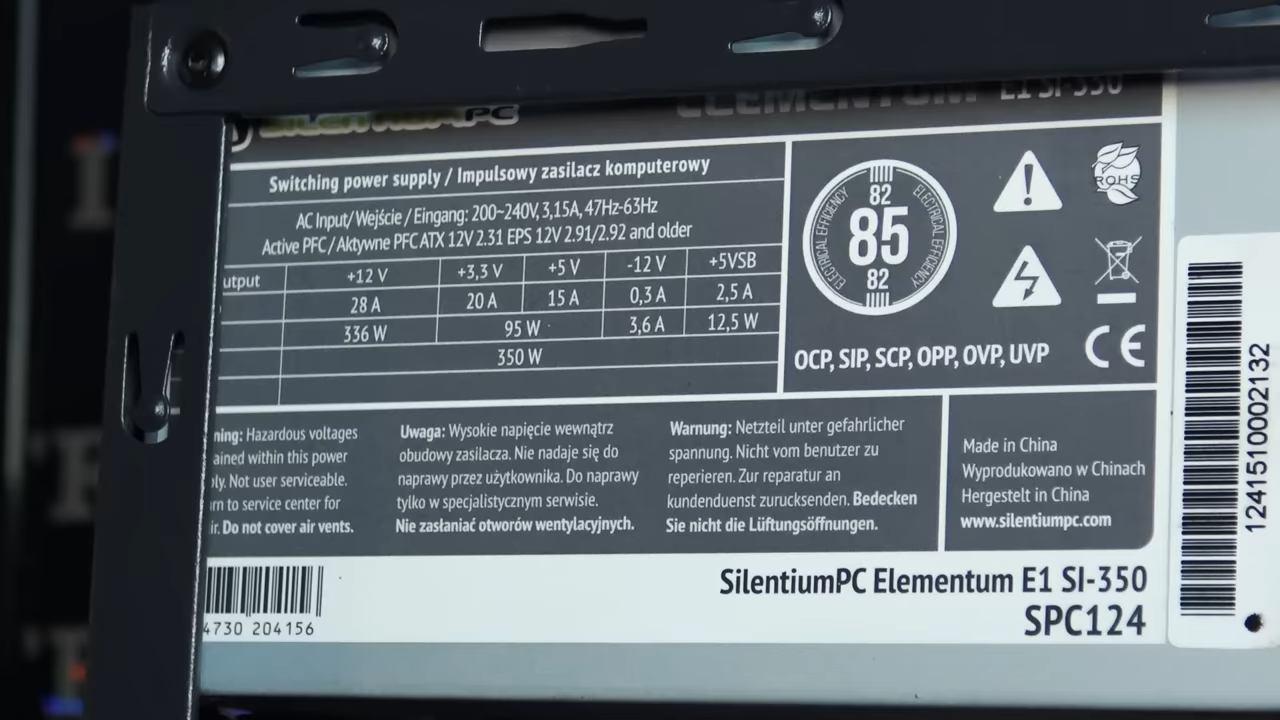 SILENTIUMPC
ELEMENTUM E1 SI-350
Switching power supply / Impulsowy zasilacz komputerowy
AC Input/ Wejście / Eingang: 200~240V, 3,15A, 47Hz-63Hz
Active PFC / Aktywne PFC ATX 12V 2.31 EPS 12V 2.91/2.92 and older
utput +12 V +3,3 V +5 V -12 V +5VSB
28 A 20 A 15 A 0,3 A 2,5 A
336 W 95 W 3,6 A 12,5 W
350 W
82
85
82
ELECTRICAL EFFICIENCY
ELECTRICAL EFFICIENCY
ROHS
OCP, SIP, SCP, OPP, OVP, UVP
CE
ning: Hazardous voltages
ained within this power
ly. Not user serviceable.
rn to service center for
ir. Do not cover air vents.
Uwaga: Wysokie napięcie wewnątrz
obudowy zasilacza. Nie nadaje się do
naprawy przez użytkownika. Do naprawy
tylko w specjalistycznym serwisie.
Nie zasłaniać otworów wentylacyjnych.
Warnung: Netzteil unter gefahrlicher
spannung. Nicht vom benutzer zu
reperieren. Zur reparatur an
kundenduenst zurucksenden. Bedecken
Sie nicht die Lüftungsöffnungen.
Made in China
Wyprodukowano w Chinach
Hergestelt in China
www.silentiumpc.com
4730 204156
SilentiumPC Elementum E1 SI-350
SPC124
124151O0002132